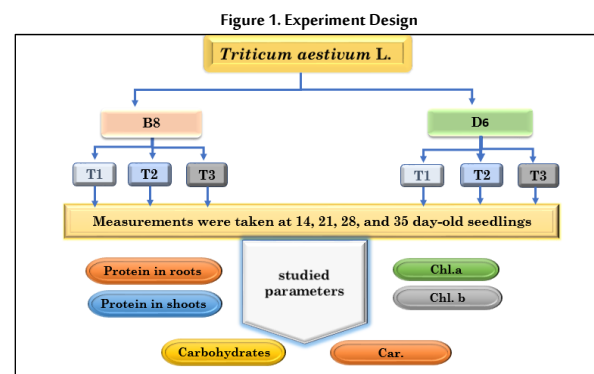 Figure 1. Experiment Design
Triticum aestivum L.
B8
D6
T1
T2
T3
T1
T2
T3
Measurements were taken at 14, 21, 28, and 35 day-old seedlings
Protein in roots
Protein in shoots
studied
parameters
Chl.a
Chl. b
Carbohydrates
Car.